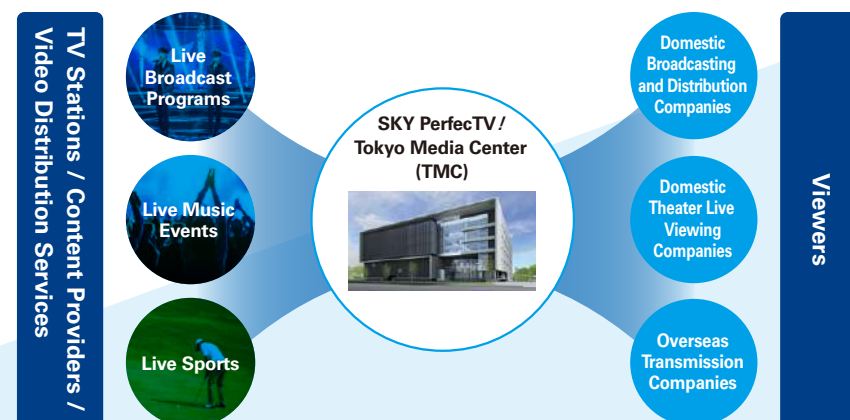 TV Stations / Content Providers /
Video Distribution Services
Live
Broadcast
Programs
Live Music
Events
Live Sports
SKY PerfecTV!
Tokyo Media Center
(TMC)
Domestic
Broadcasting
and Distribution
Companies
Domestic
Theater Live
Viewing
Companies
Overseas
Transmission
Companies
Viewers